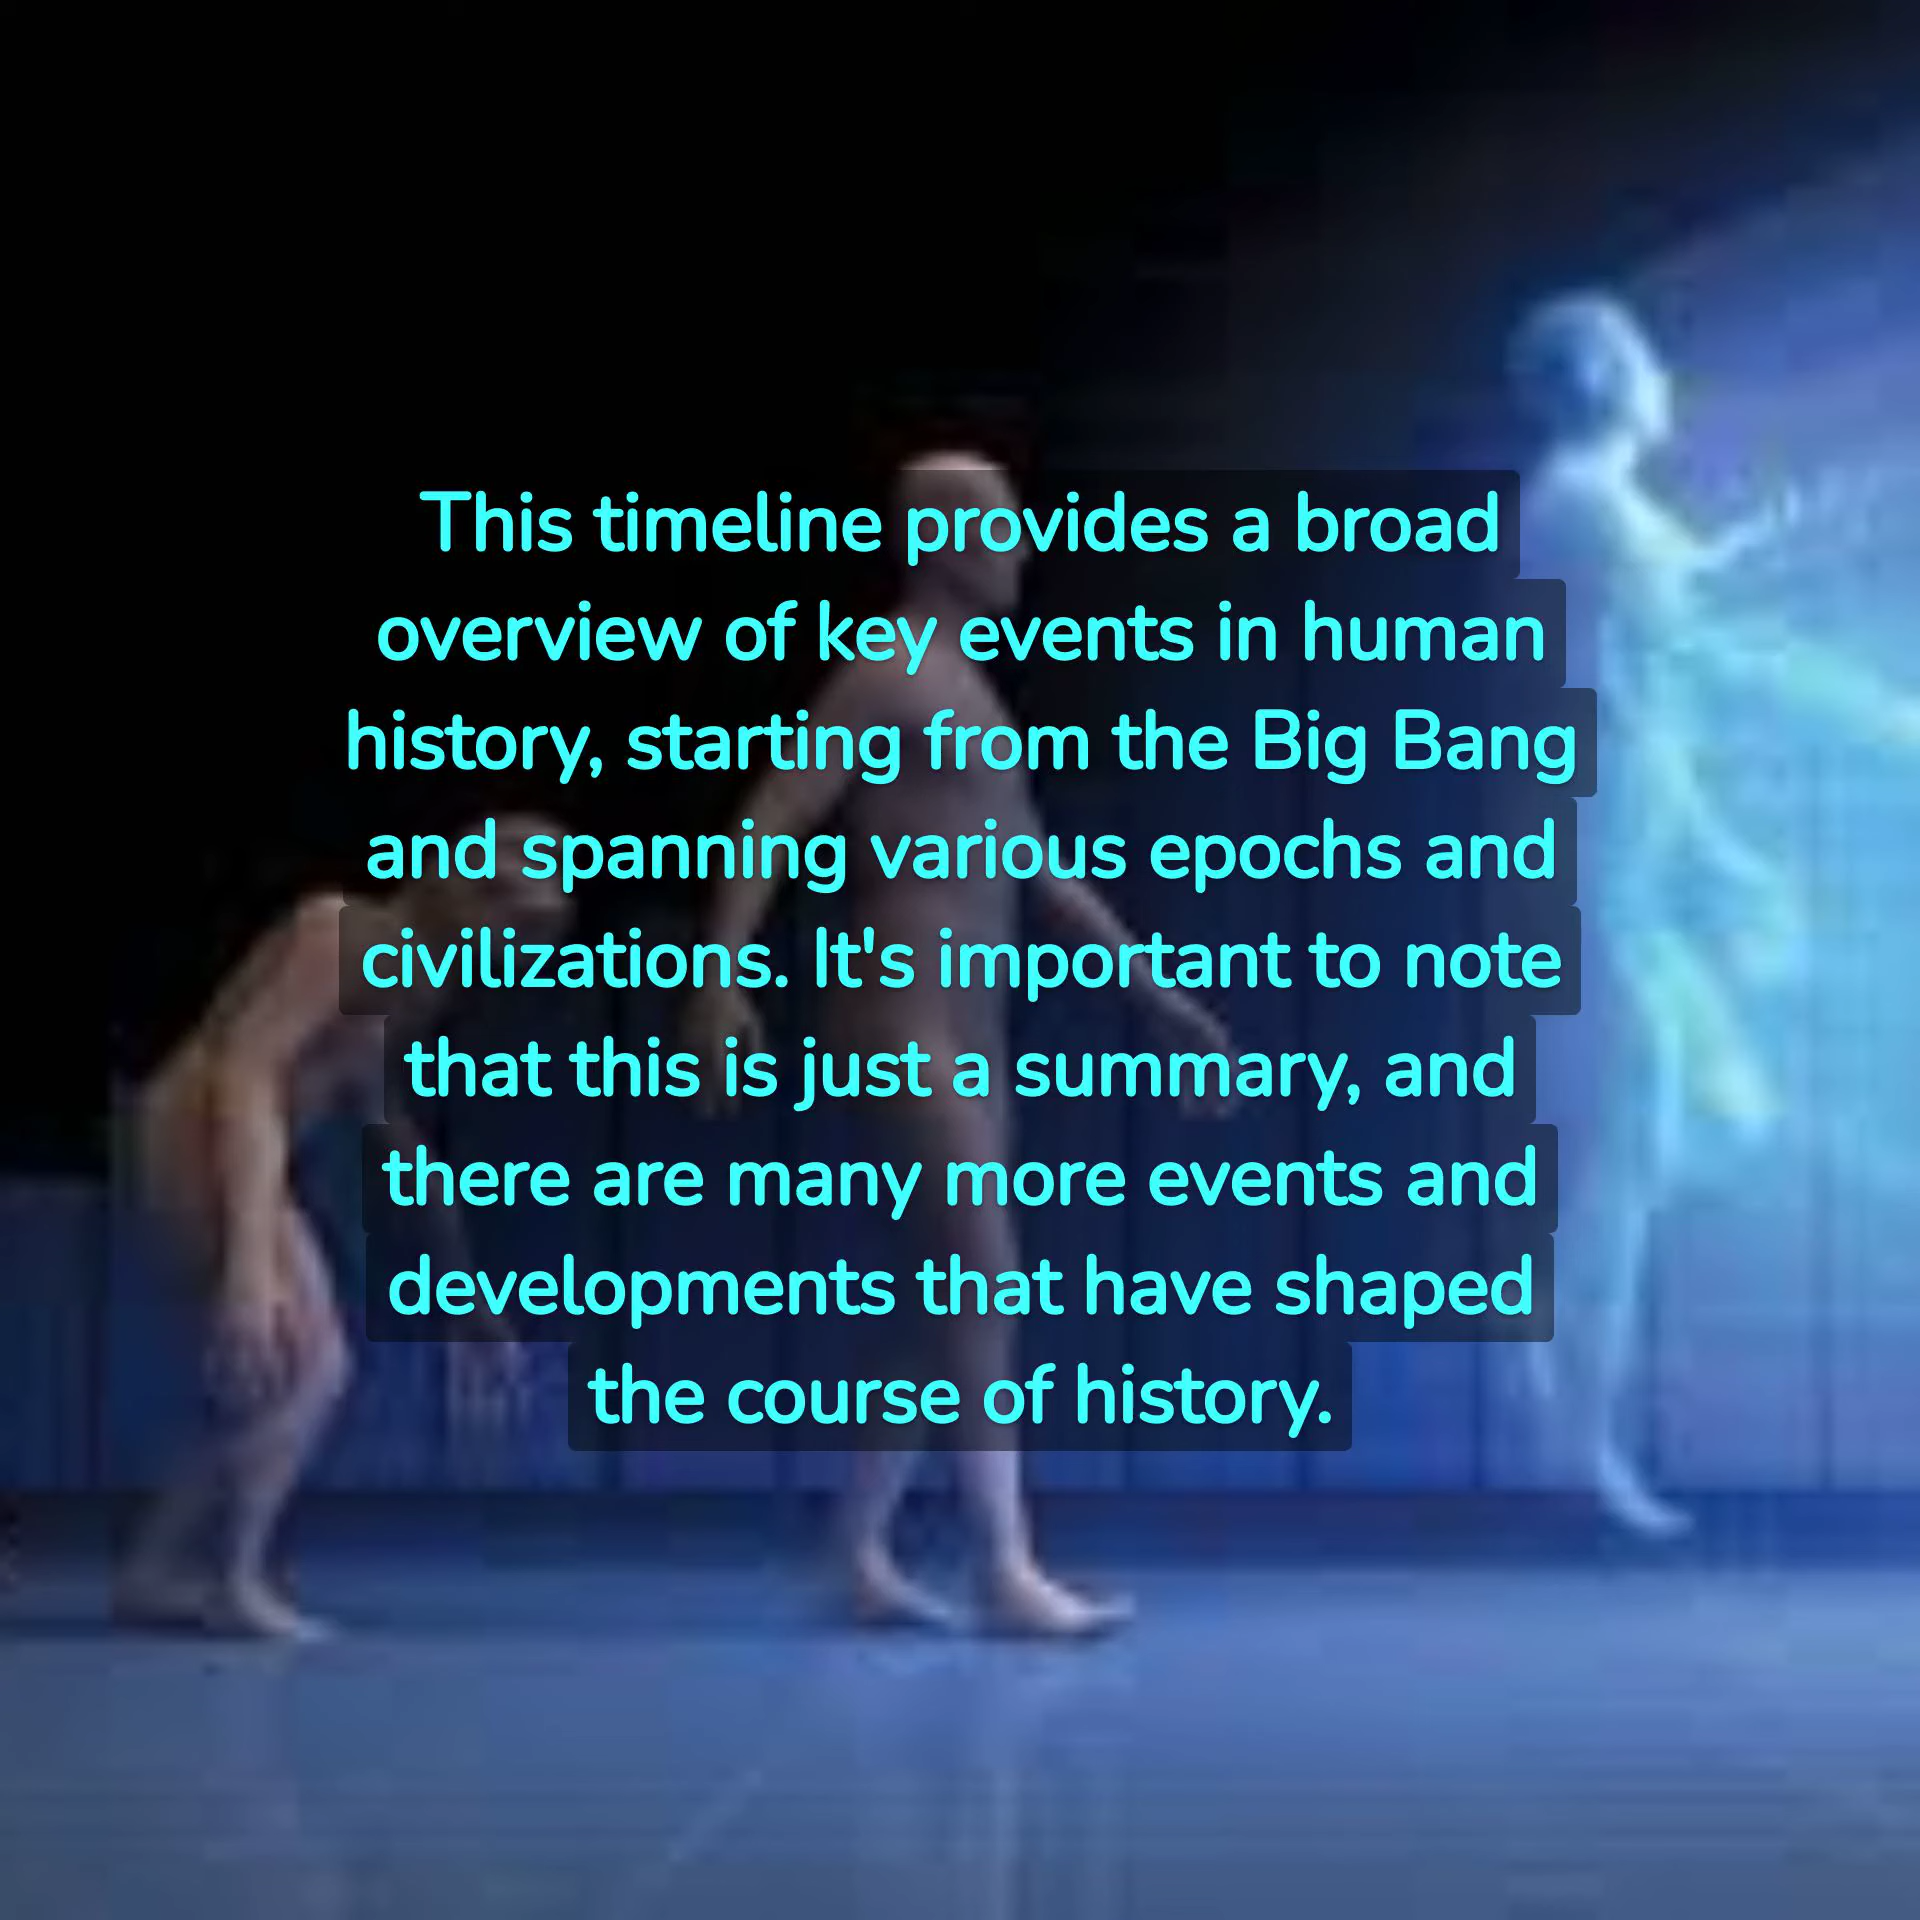 This timeline provides a broad
overview of key events in human
history, starting from the Big Bang
and spanning various epochs and
civilizations. It's important to note
that this is just a summary, and
there are many more events and
developments that have shaped
the course of history.